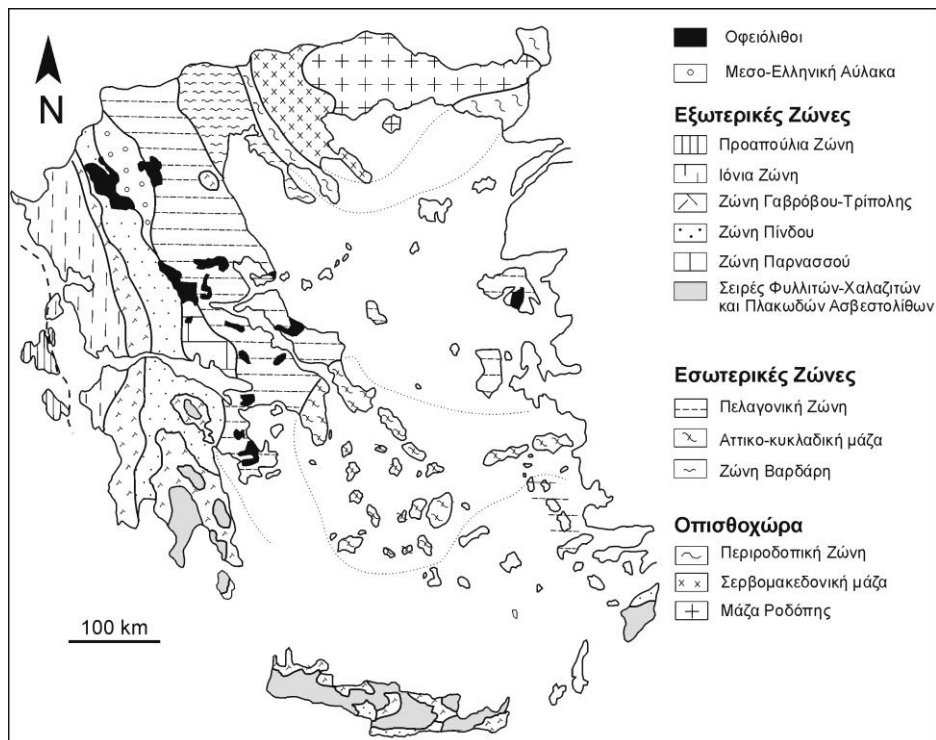 N
100 km
Οφειόλιθοι
Μεσο-Ελληνική Αύλακα
Εξωτερικές Ζώνες
Προαπούλια Ζώνη
Ιόνια Ζώνη
Ζώνη Γαβρόβου-Τρίπολης
Ζώνη Πίνδου
Ζώνη Παρνασσού
Σειρές Φυλλιτών-Χαλαζιτών
και Πλακωδών Ασβεστολίθων
Εσωτερικές Ζώνες
Πελαγονική Ζώνη
Αττικο-κυκλαδική μάζα
Ζώνη Βαρδάρη
Οπισθοχώρα
Περιροδοπική Ζώνη
Σερβομακεδονική μάζα
Μάζα Ροδόπης